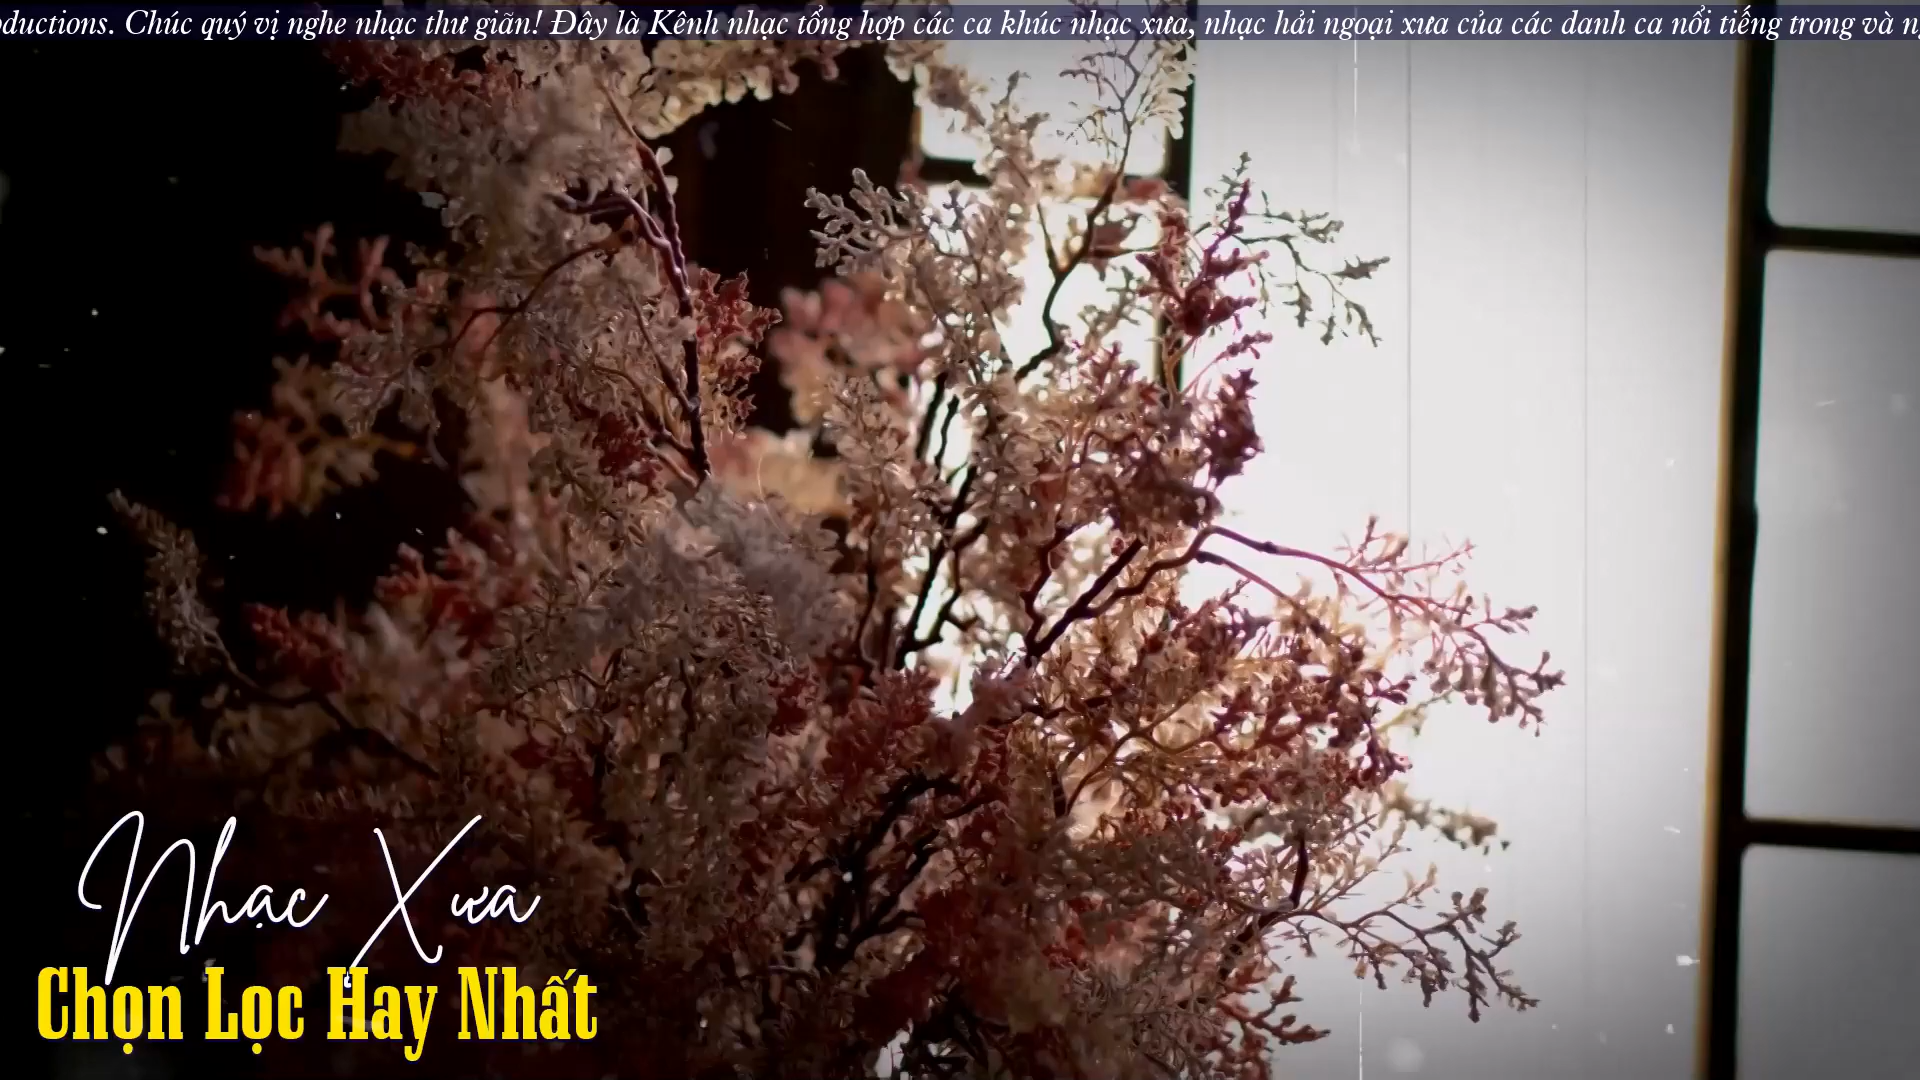 Chúc quý vị nghe nhạc thư giãn! Đây là Kênh nhạc tổng hợp các ca khúc nhạc xưa, nhạc hải ngoại xưa của các danh ca nổi tiếng trong và
Nhạc Xưa
Chọn Lọc Hay Nhất